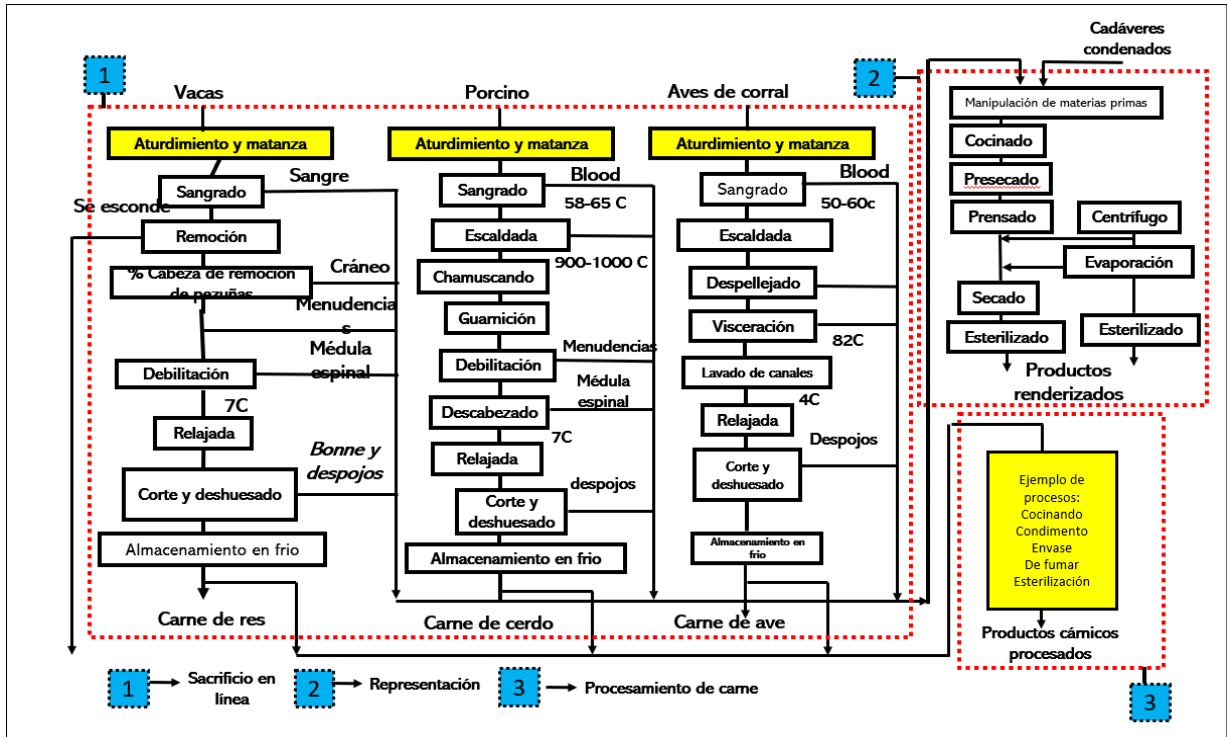 1
Vacas
Aturdimiento y matanza
Sangrado
Sangre
Se esconde
Remoción
% Cabeza de remoción
de pezuñas
Cráneo
Menudencia
s
Médula
espinal
Debilitación
7C
Relajada
Bonne y
despojos
Corte y deshuesado
Almacenamiento en frio
Carne de res
Porcino
Aturdimiento y matanza
Sangrado
Blood
58-65 C
Escaldada
900-1000 C
Chamuscando
Guarnición
Debilitación
Menudencias
Médula
espinal
Descabezado
7C
Relajada
despojos
Corte y
deshuesado
Almacenamiento en frio
Carne de cerdo
Aves de corral
Aturdimiento y matanza
Sangrado
Blood
50-60c
Escaldada
Despellejado
Visceración
82C
Lavado de canales
4C
Relajada
Despojos
Corte y
deshuesado
Almacenamiento en
frio
Carne de ave
2
Cadáveres
condenados
Manipulación de materias primas
Cocinado
Presecado
Prensado
Centrífugo
Evaporación
Secado
Esterilizado
Esterilizado
Productos
renderizados
Ejemplo de
procesos:
Cocinando
Condimento
Envase
De fumar
Esterilización
Productos cárnicos
procesados
3
1
Sacrificio en
línea
2
Representación
3
Procesamiento de carne